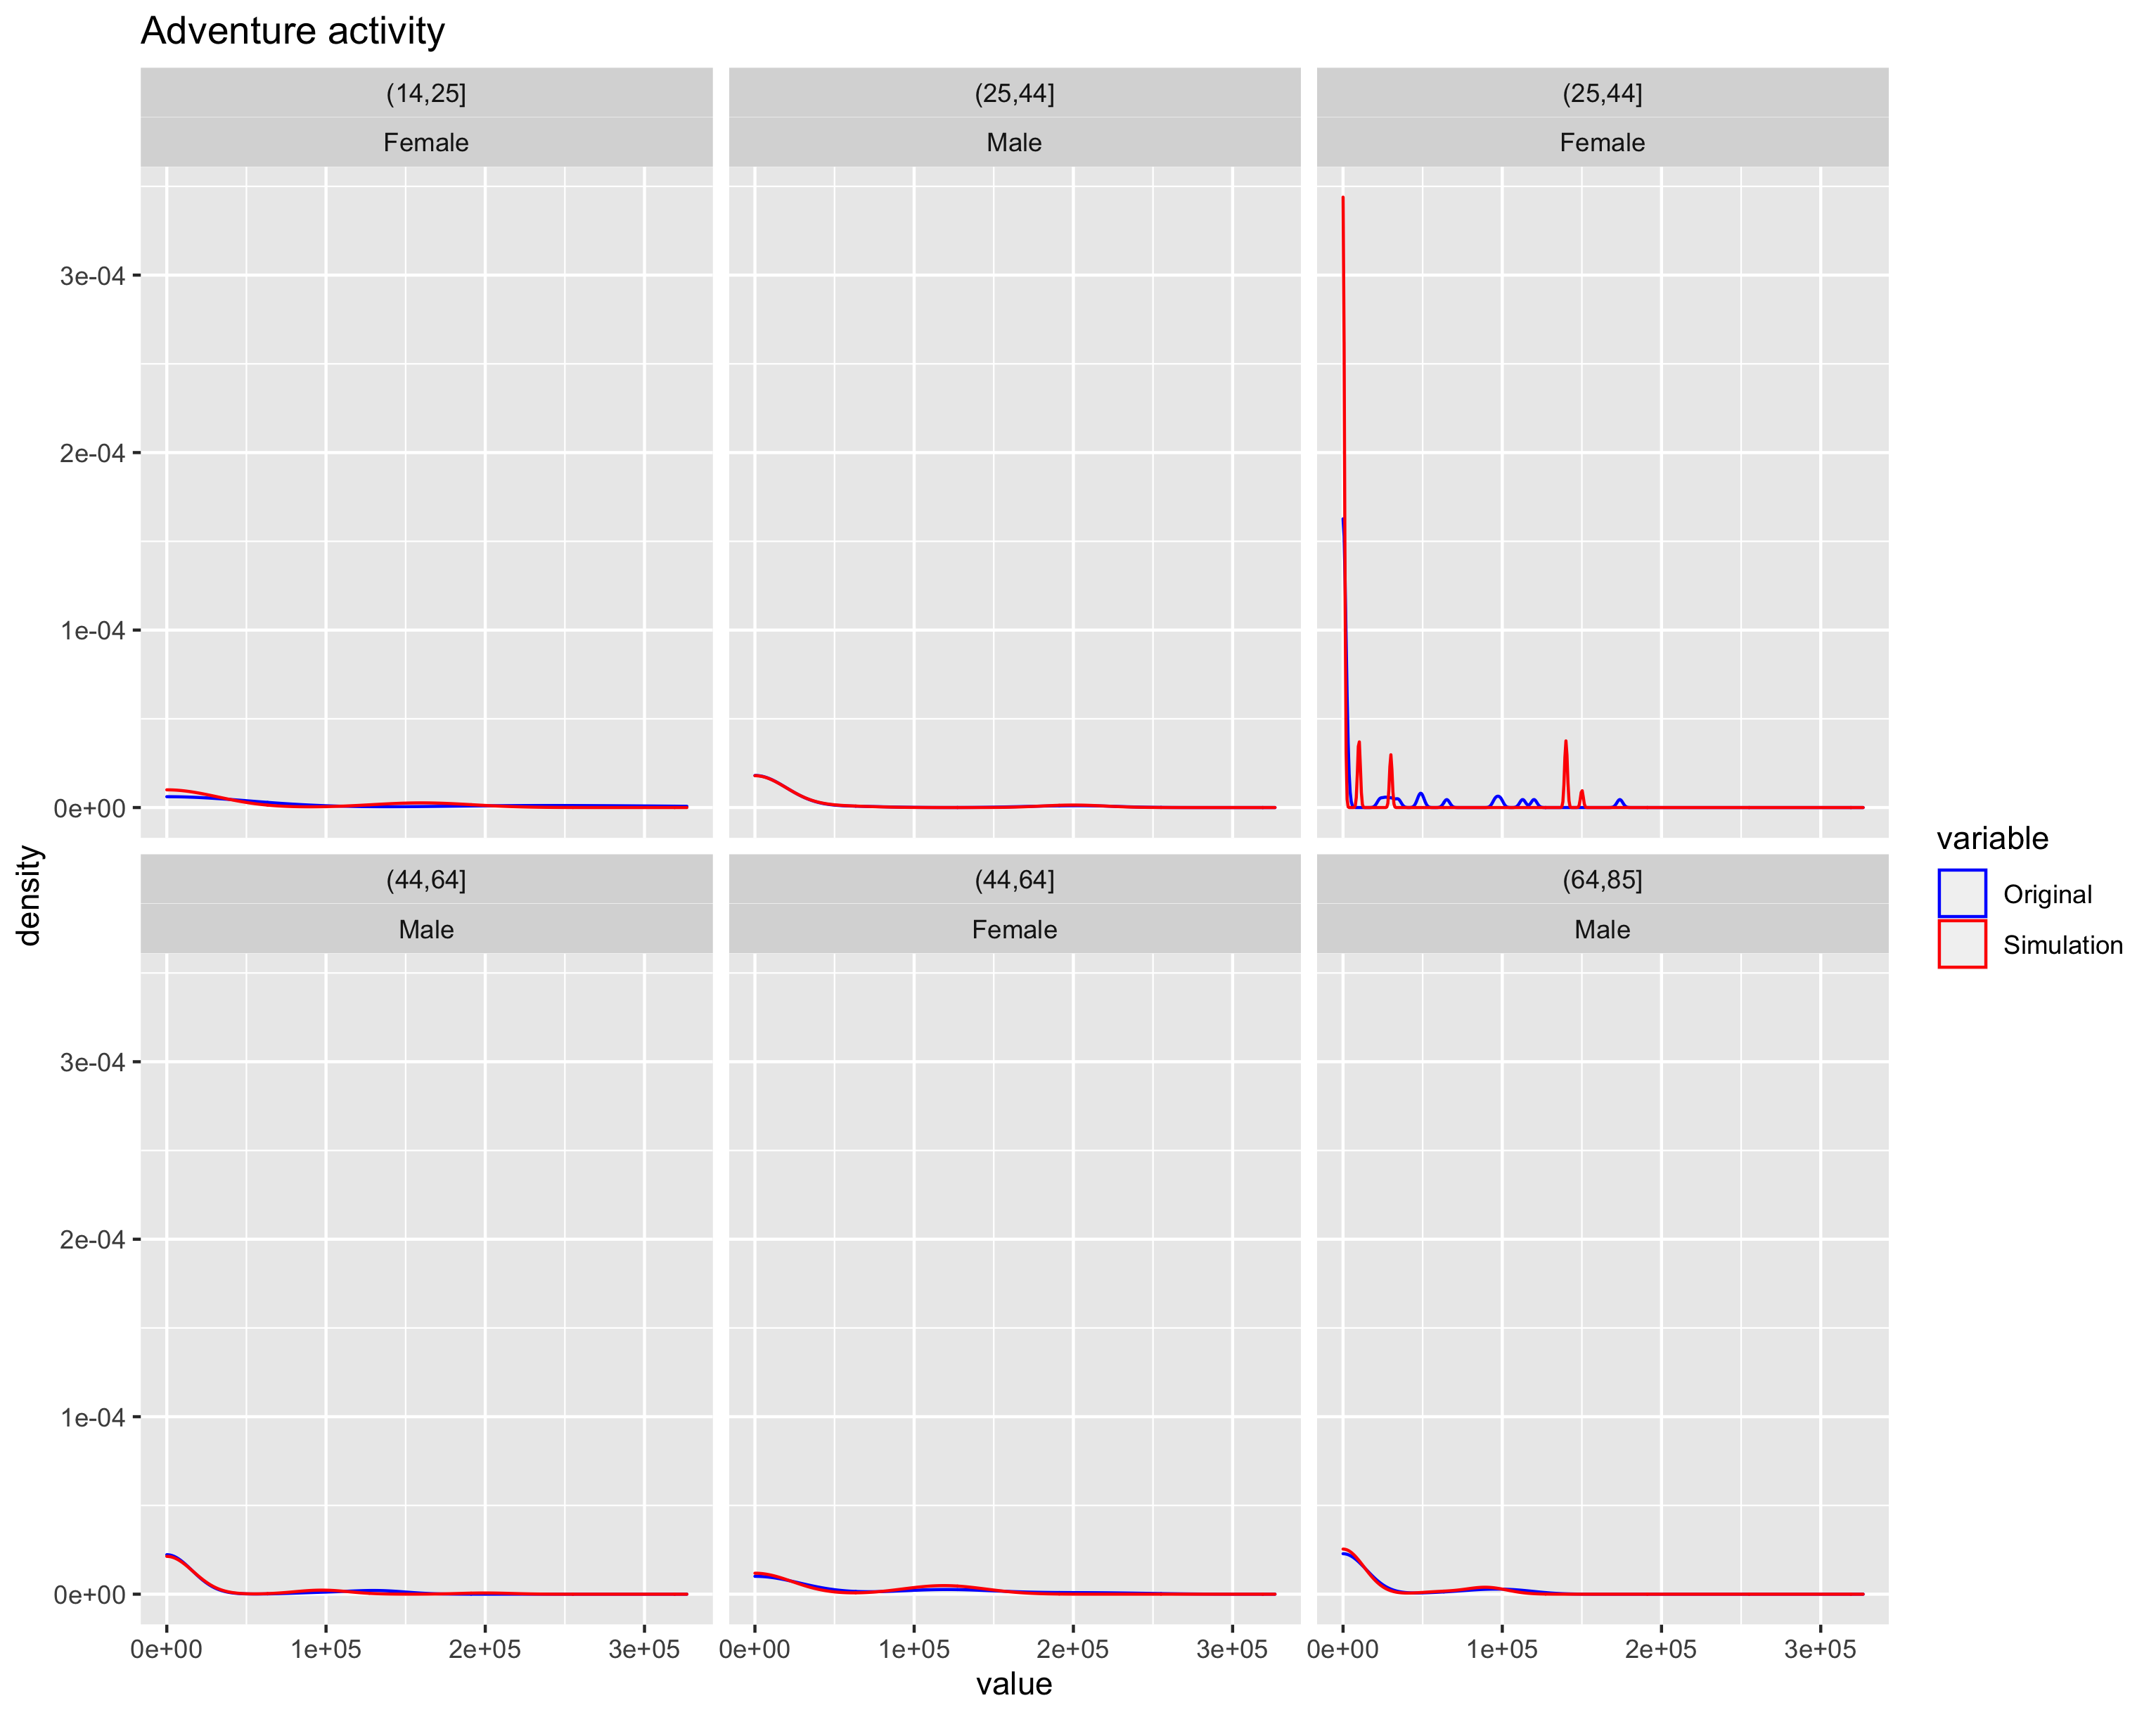 Adventure activity
(14,25]
(25,44]
(25,44]
Female
Male
Female
3e-04
2e-04
1e-04
0e+00
(44,64]
(44,64]
(64,85]
Male
Female
Male
3e-04
2e-04
1e-04
0e+00
0e+00
1e+05
2e+05
3e+05
0e+00
1e+05
2e+05
3e+05
0e+00
1e+05
2e+05
3e+05
value
density
variable
Original
Simulation